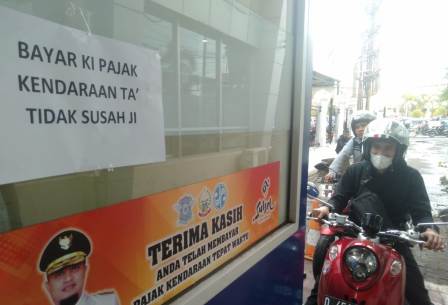 BAYAR KI PAJAK
KENDARAAN TA'
TIDAK SUSAH JI
TERIMA KASIH
ANDA TELAH MEMBAYAR
PAJAK KENDARAAN TEPAT WAKTU